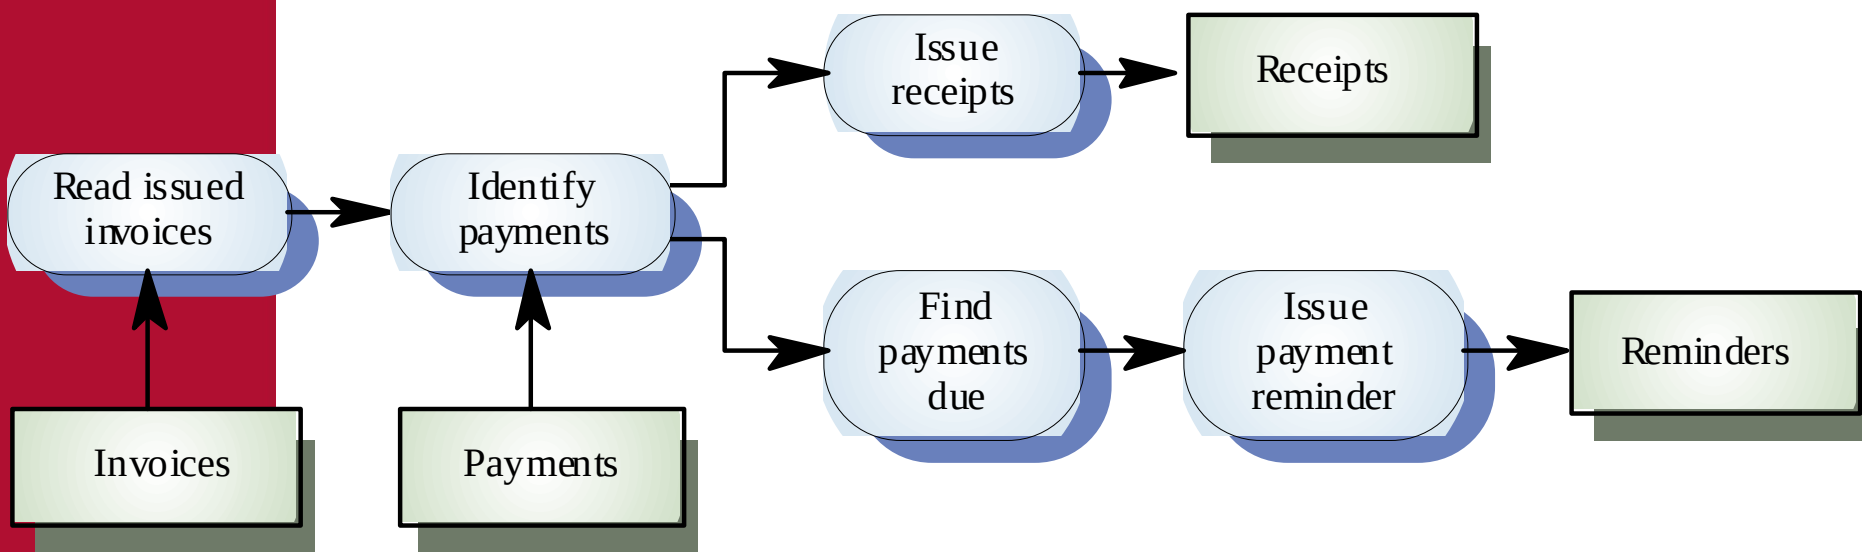 Issue
receipts
Receipts
Read issued
invoices
Identify
payments
Find
payments
due
Issue
payment
reminder
Reminders
Invoices
Payments